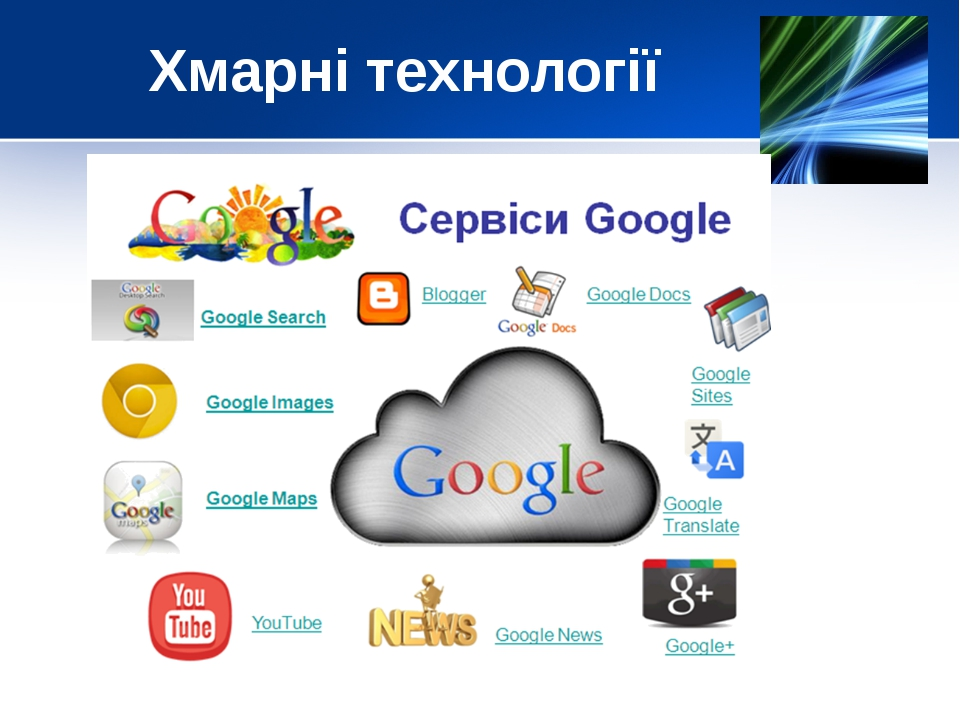 Хмарні технології
Google
Сервіси Google
Google
Desktop Search
Google Search
Blogger
Google Docs
Google Docs
Google
Sites
Google Images
Google
文
A
Google Maps
Google
maps
Google
Translate
You
Tube
YouTube
NEWS
Google News
g+
Google+